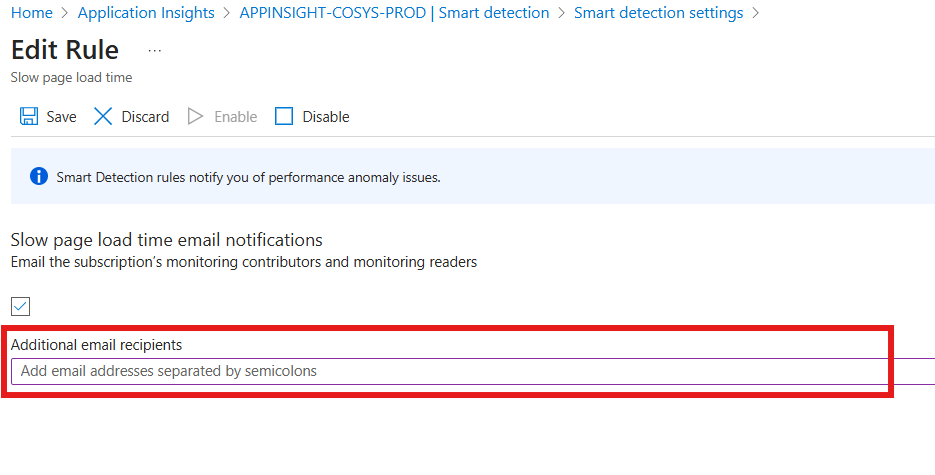 Home > Application Insights > APPINSIGHT-COSYS-PROD | Smart detection > Smart detection settings >
Edit Rule ...
Slow page load time
Save Discard Enable Disable
Smart Detection rules notify you of performance anomaly issues.
Slow page load time email notifications
Email the subscription's monitoring contributors and monitoring readers
Additional email recipients
Add email addresses separated by semicolons